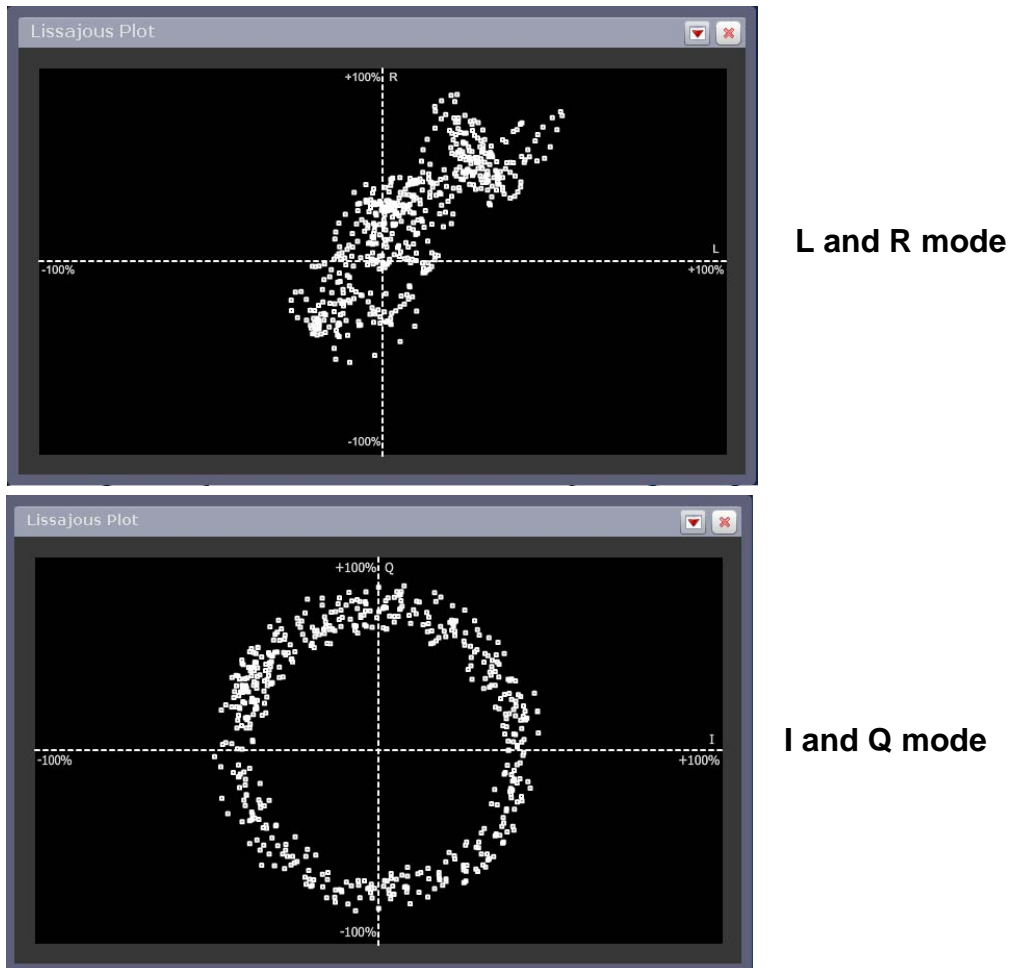 Lissajous Plot
+100% R
L
-100%
+100%
-100%
L and R mode
Lissajous Plot
+100% Q
I
-100%
+100%
-100%
I and Q mode